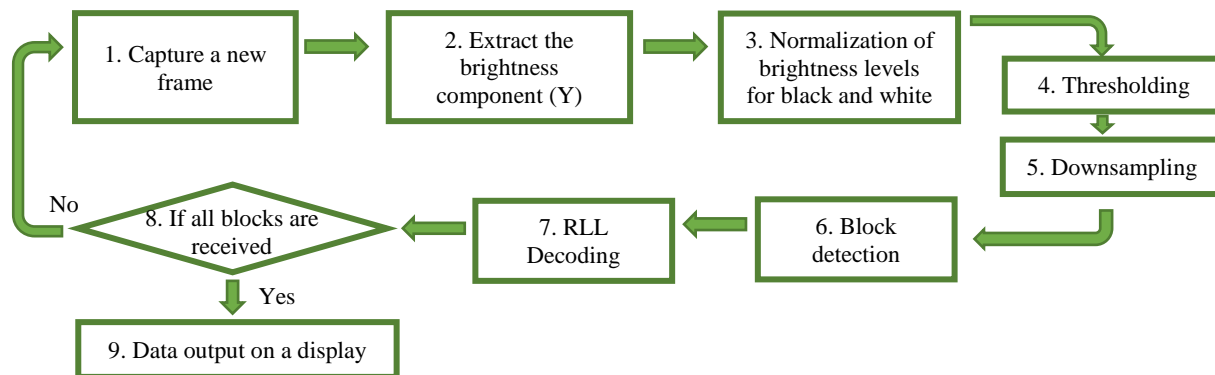 1. Capture a new
frame
2. Extract the
brightness
component (Y)
3. Normalization of
brightness levels
for black and white
4. Thresholding
5. Downsampling
6. Block
detection
7. RLL
Decoding
8. If all blocks are
received
No
Yes
9. Data output on a display